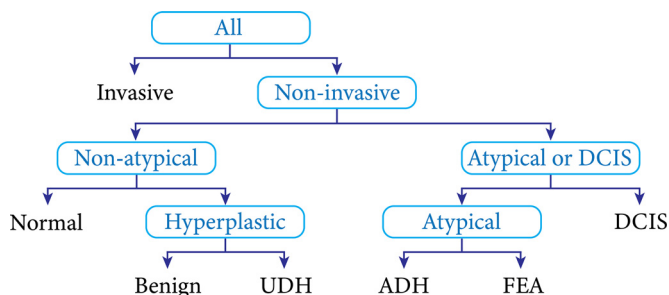 All
Invasive
Non-invasive
Non-atypical
Atypical or DCIS
Normal
Hyperplastic
Atypical
DCIS
Benign
UDH
ADH
FEA